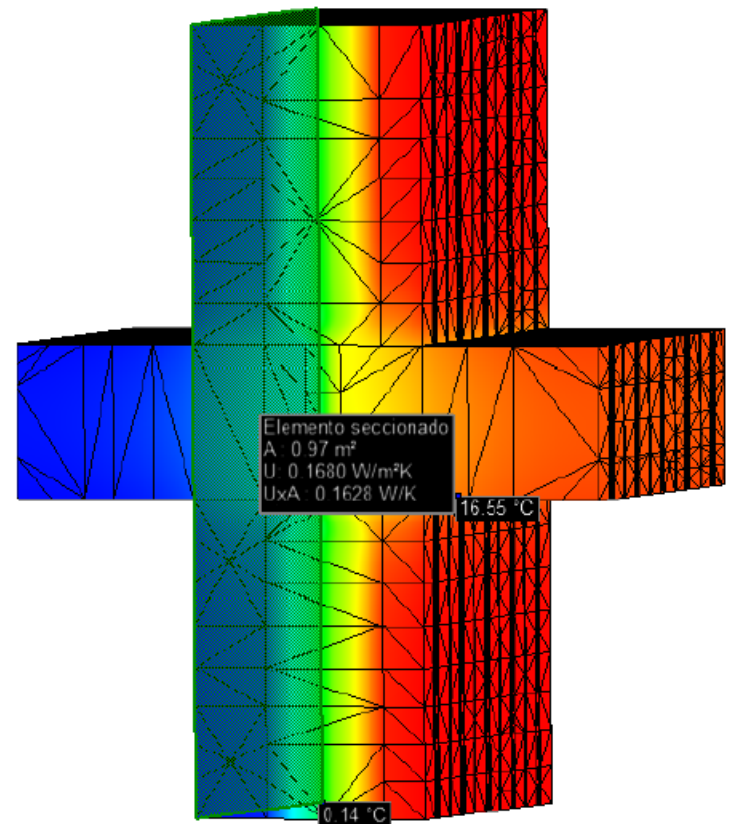 Elemento seccionado
A : 0.97 m²
U: 0.1680 W/m²K
UxA : 0.1628 W/K
16.55 °C
0.14 °C